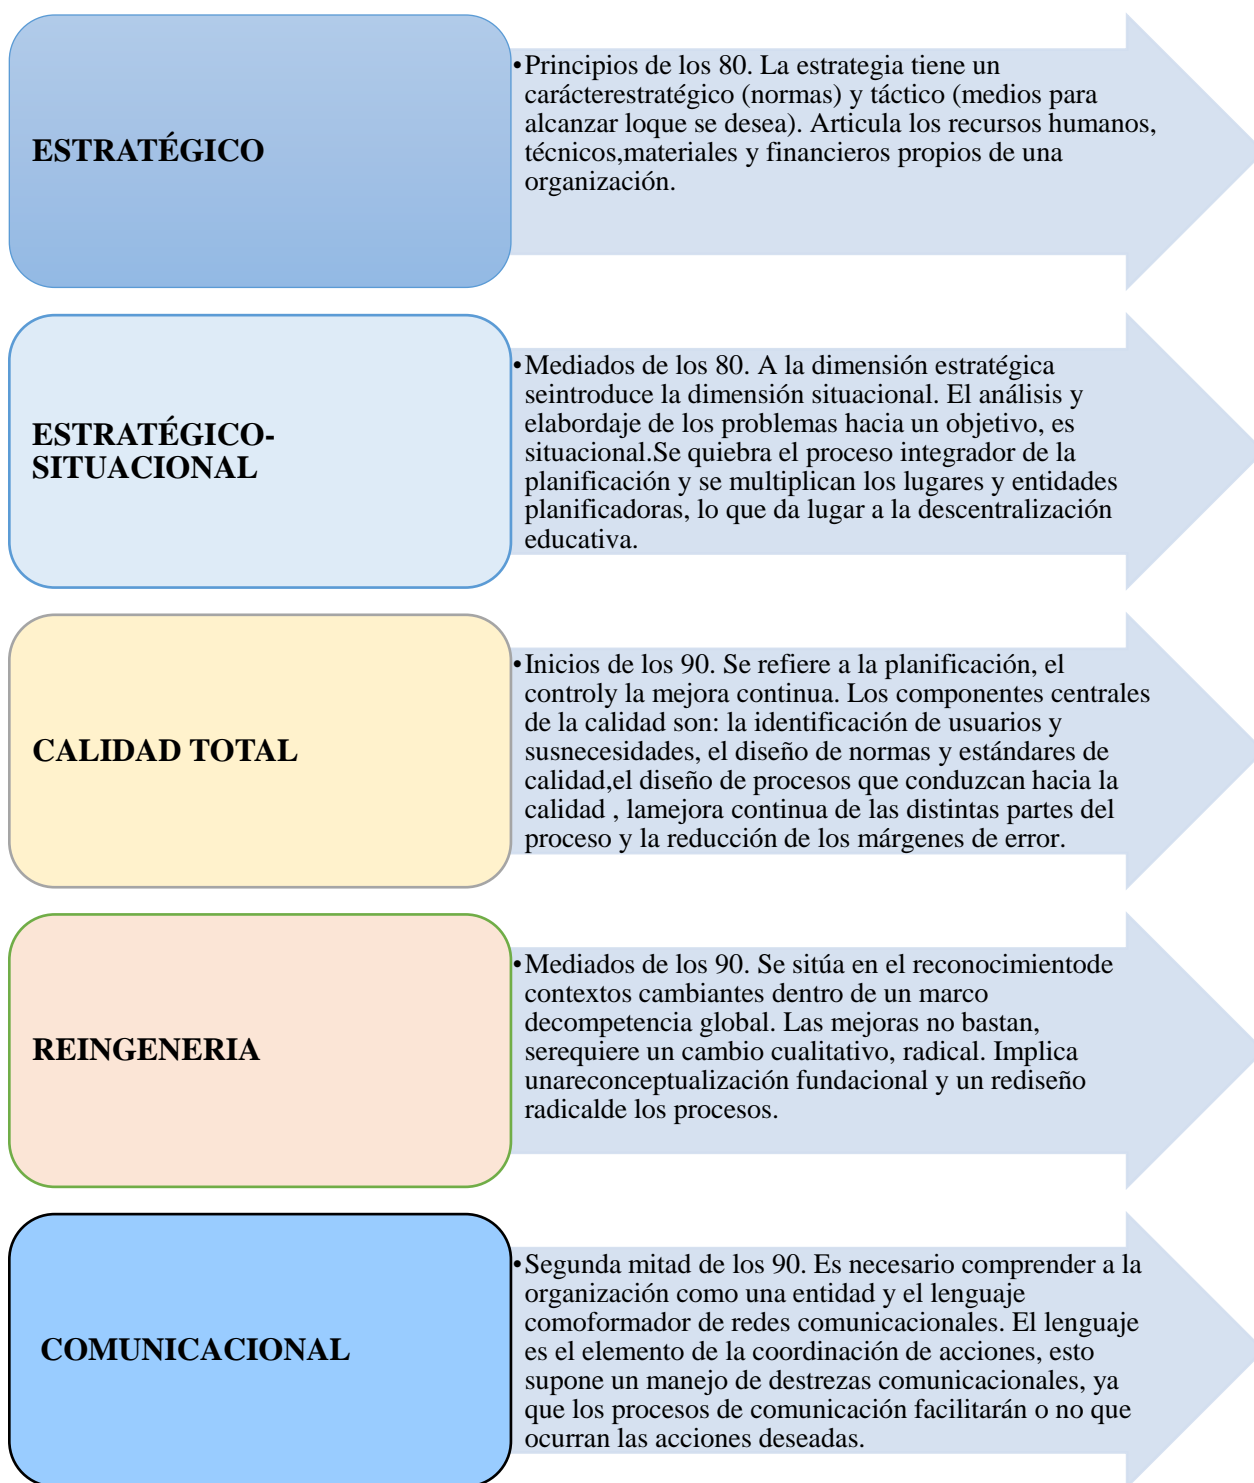 ESTRATÉGICO
•Principios de los 80. La estrategia tiene un
carácterestratégico (normas) y táctico (medios para
alcanzar loque se desea). Articula los recursos humanos,
técnicos,materiales y financieros propios de una
organización.
ESTRATÉGICO-
SITUACIONAL
•Mediados de los 80. A la dimensión estratégica
seintroduce la dimensión situacional. El análisis y
elabordaje de los problemas hacia un objetivo, es
situacional.Se quiebra el proceso integrador de la
planificación y se multiplican los lugares y entidades
planificadoras, lo que da lugar a la descentralización
educativa.
CALIDAD TOTAL
•Inicios de los 90. Se refiere a la planificación, el
controly la mejora continua. Los componentes centrales
de la calidad son: la identificación de usuarios y
susnecesidades, el diseño de normas y estándares de
calidad,el diseño de procesos que conduzcan hacia la
calidad , lamejora continua de las distintas partes del
proceso y la reducción de los márgenes de error.
REINGENERIA
•Mediados de los 90. Se sitúa en el reconocimientode
contextos cambiantes dentro de un marco
decompetencia global. Las mejoras no bastan,
serequiere un cambio cualitativo, radical. Implica
unareconceptualización fundacional y un rediseño
radicalde los procesos.
COMUNICACIONAL
•Segunda mitad de los 90. Es necesario comprender a la
organización como una entidad y el lenguaje
comoformador de redes comunicacionales. El lenguaje
es el elemento de la coordinación de acciones, esto
supone un manejo de destrezas comunicacionales, ya
que los procesos de comunicación facilitarán o no que
ocurran las acciones deseadas.